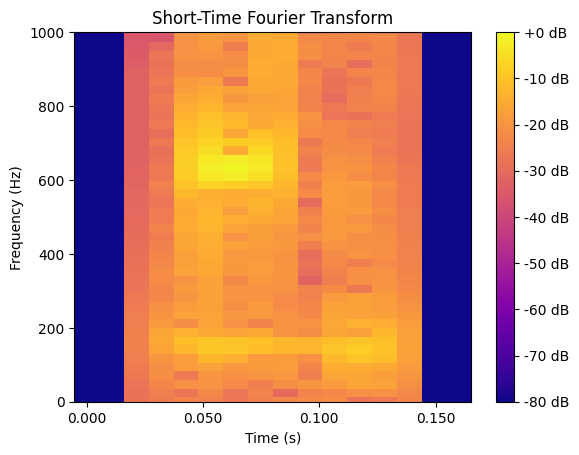 Short-Time Fourier Transform
1000
800
600
400
200
0
Frequency (Hz)
0.000
0.050
0.100
0.150
Time (s)
+0 dB
-10 dB
-20 dB
-30 dB
-40 dB
-50 dB
-60 dB
-70 dB
-80 dB